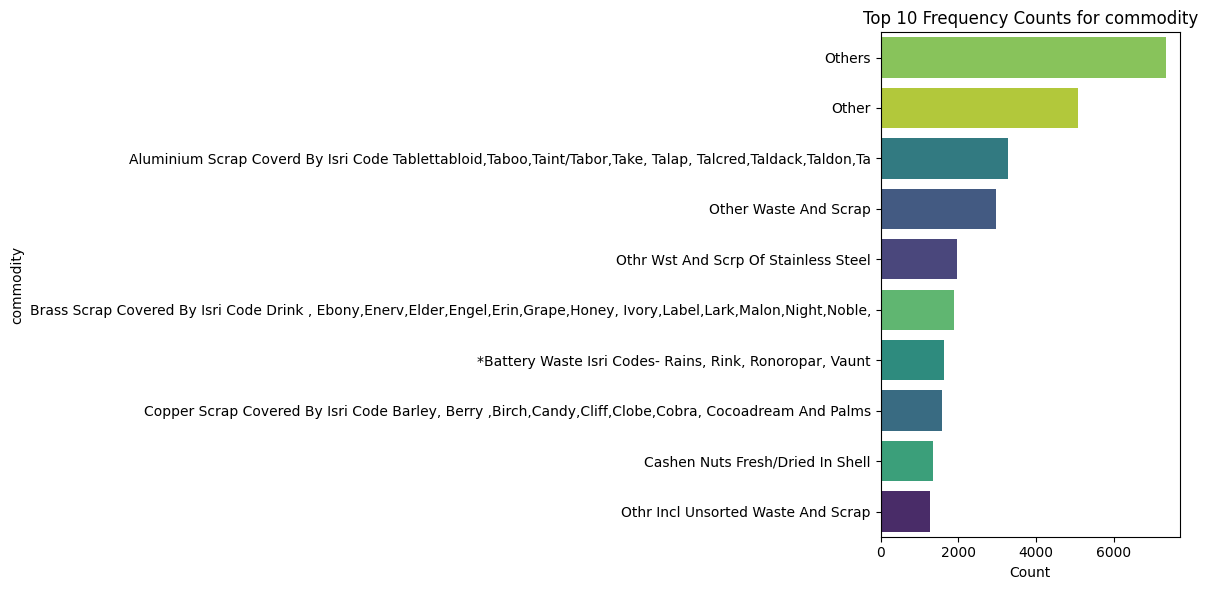 Top 10 Frequency Counts for commodity
Others
Other
Aluminium Scrap Coverd By Isri Code Tablettabloid,Taboo,Taint/Tabor,Take, Talap, Talcred,Taldack,Taldon,Ta
Other Waste And Scrap
Othr Wst And Scrp Of Stainless Steel
commodity
Brass Scrap Covered By Isri Code Drink , Ebony,Enerv,Elder,Engel,Erin,Grape,Honey, Ivory,Label,Lark,Malon,Night,Noble,
*Battery Waste Isri Codes- Rains, Rink, Ronoropar, Vaunt
Copper Scrap Covered By Isri Code Barley, Berry ,Birch,Candy,Cliff,Clobe,Cobra, Cocoadream And Palms
Cashen Nuts Fresh/Dried In Shell
Othr Incl Unsorted Waste And Scrap
0 2000 4000 6000
Count